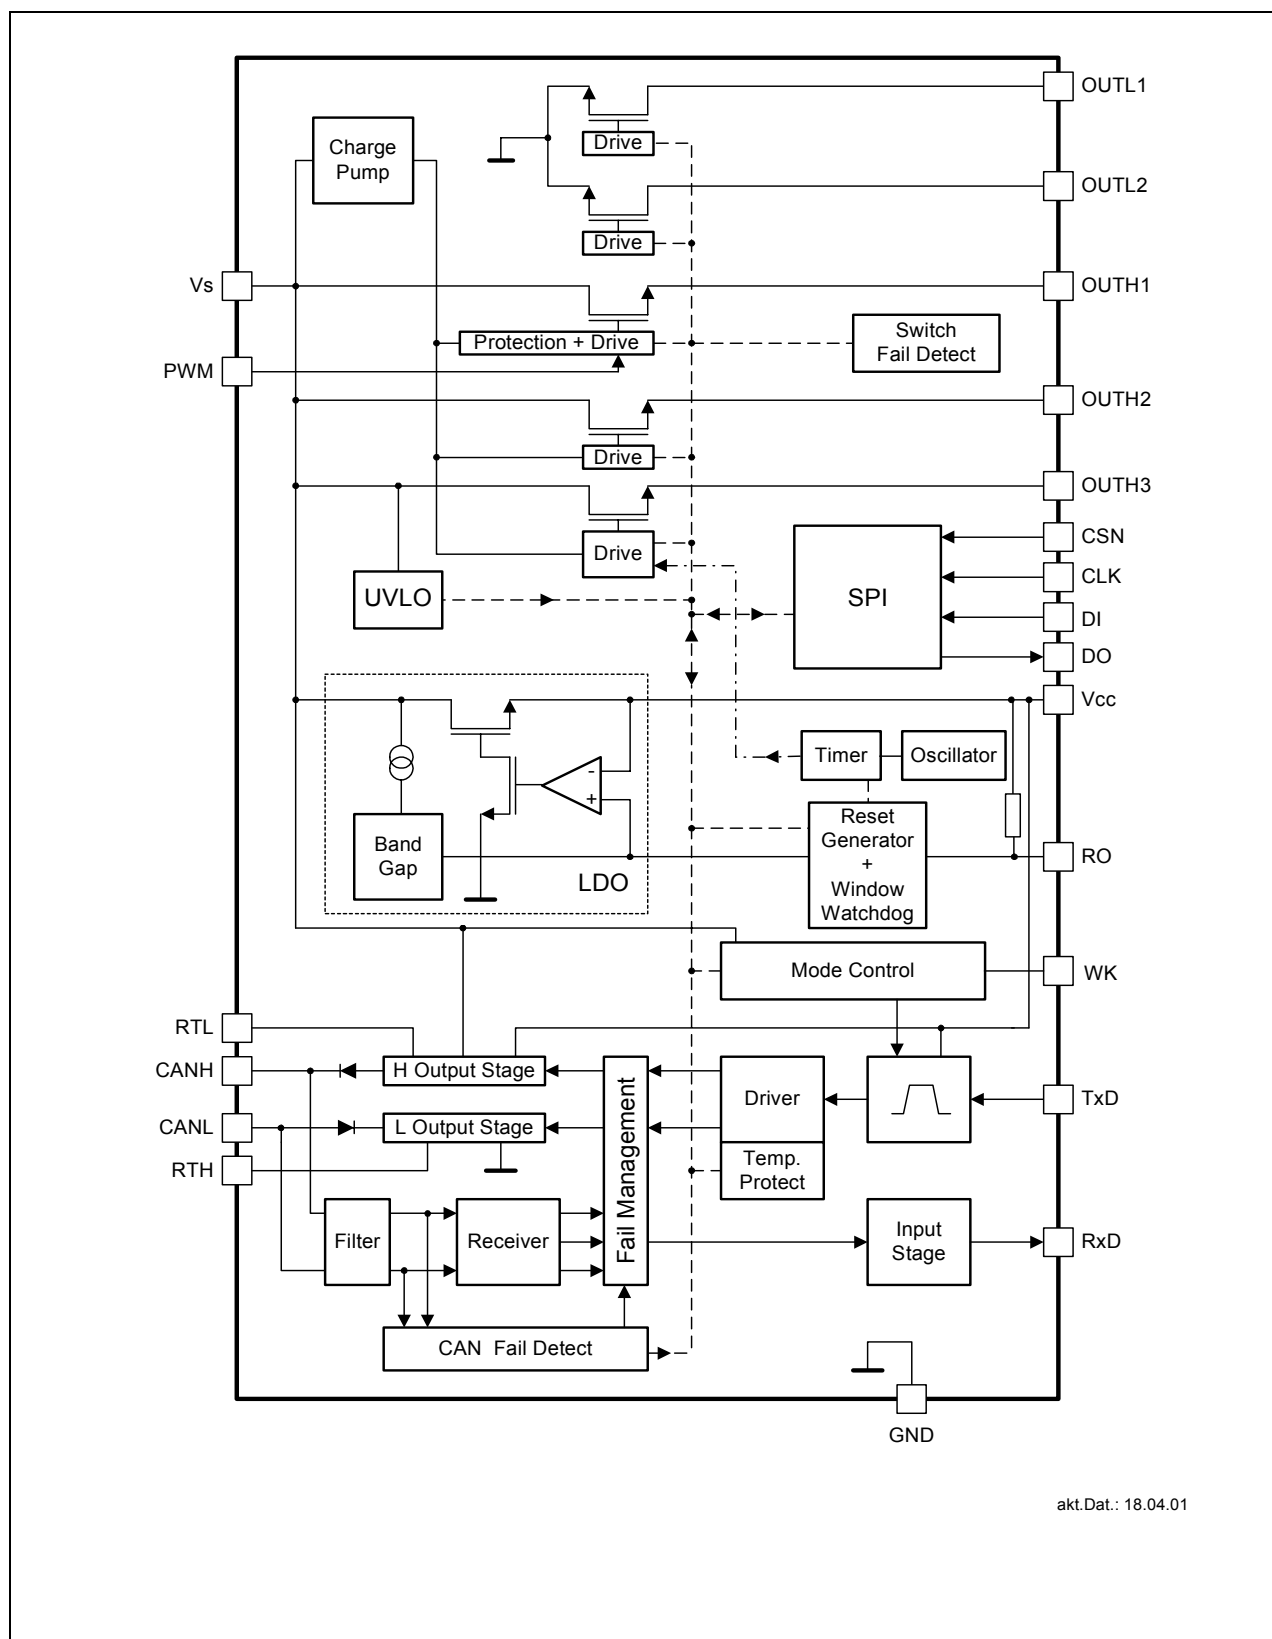 OUTL1
Charge
Pump
Drive
OUTL2
Drive
Vs
OUTH1
Protection + Drive
Switch
Fail Detect
PWM
OUTH2
Drive
OUTH3
CSN
Drive
CLK
UVLO
SPI
DI
DO
Vcc
Timer
Oscillator
-
+
Reset
Generator
+
Window
Watchdog
Band
Gap
LDO
RO
Mode Control
WK
RTL
CANH
H Output Stage
Fail Management
Driver
TxD
CANL
L Output Stage
RTH
Temp.
Protect
Filter
Receiver
Input
Stage
RxD
CAN Fail Detect
GND
akt.Dat.: 18.04.01